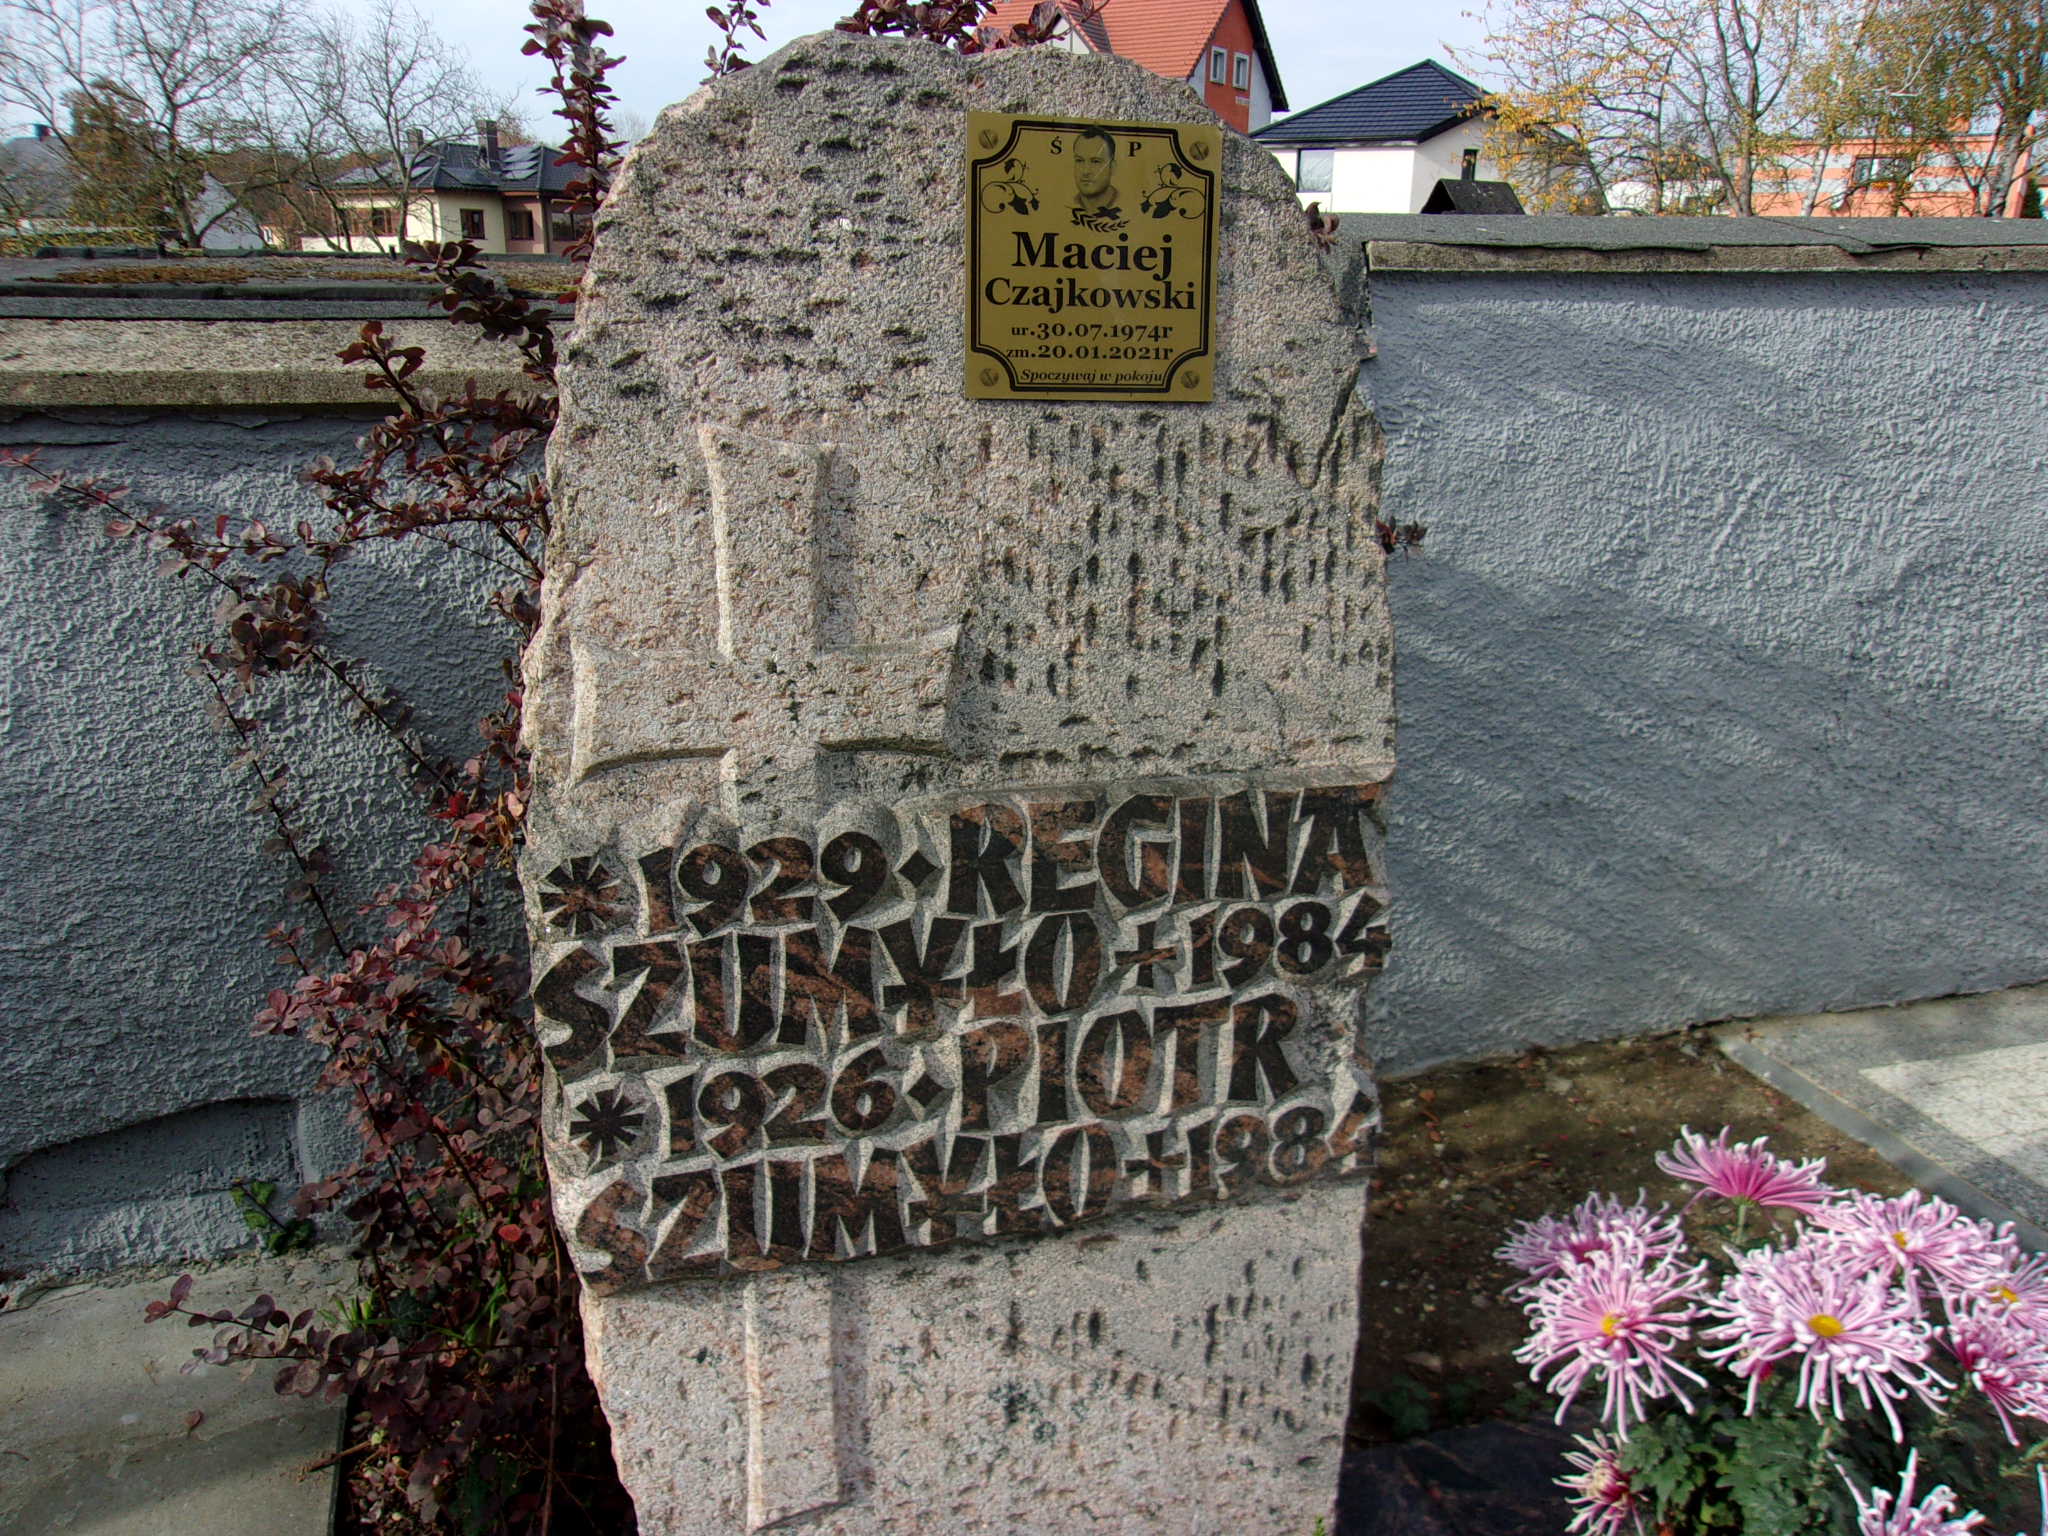 Ś P
Maciej
Czajkowski
ur.30.07.1974r
zm.20.01.2021r
Spoczywaj w pokoju
* 1929 · REGINA
SZUMYŁO + 1984
* 1926 · PIOTR
SZUMYŁO + 1984